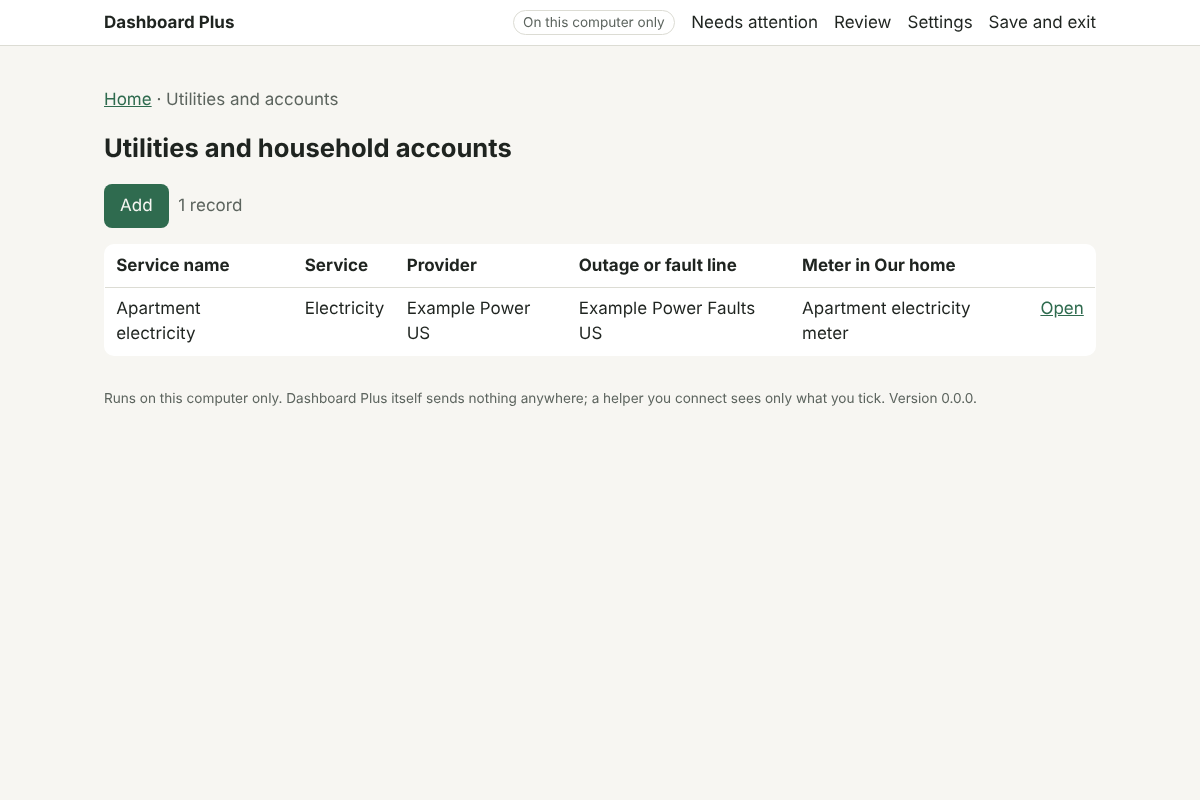 Dashboard Plus On this computer only Needs attention Review Settings Save and exit
Home · Utilities and accounts
Utilities and household accounts
Add 1 record
Service name Service Provider Outage or fault line Meter in Our home
Apartment electricity Electricity Example Power US Example Power Faults US Apartment electricity meter Open
Runs on this computer only. Dashboard Plus itself sends nothing anywhere; a helper you connect sees only what you tick. Version 0.0.0.